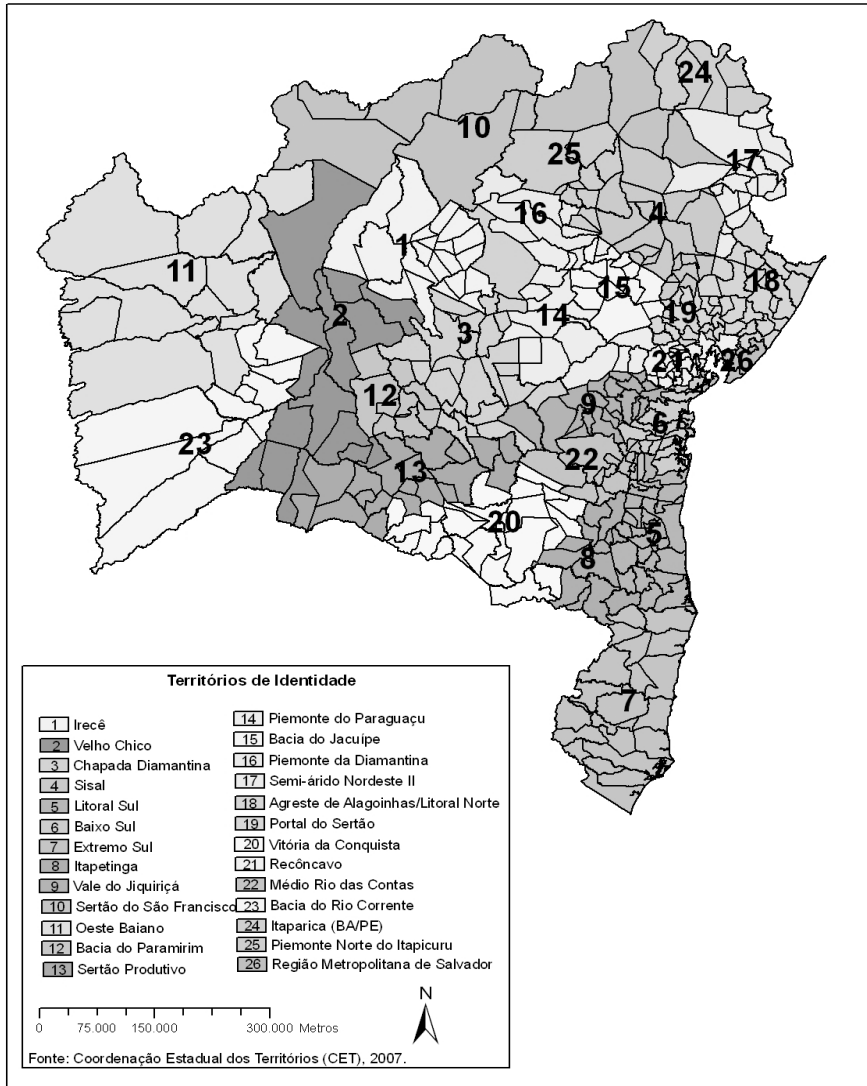 24
10
25
17
16
4
1
11
18
15
2
14
19
3
21
26
12
9
6
23
22
13
20
5
8
7
Territórios de Identidade
1 Irecê
2 Velho Chico
3 Chapada Diamantina
4 Sisal
5 Litoral Sul
6 Baixo Sul
7 Extremo Sul
8 Itapetinga
9 Vale do Jiquiriçá
10 Sertão do São Francisco
11 Oeste Baiano
12 Bacia do Paramirim
13 Sertão Produtivo
14 Piemonte do Paraguaçu
15 Bacia do Jacuípe
16 Piemonte da Diamantina
17 Semi-árido Nordeste II
18 Agreste de Alagoinhas/Litoral Norte
19 Portal do Sertão
20 Vitória da Conquista
21 Recôncavo
22 Médio Rio das Contas
23 Bacia do Rio Corrente
24 Itaparica (BA/PE)
25 Piemonte Norte do Itapicuru
26 Região Metropolitana de Salvador
N
0 75.000 150.000 300.000 Metros
Fonte: Coordenação Estadual dos Territórios (CET), 2007.